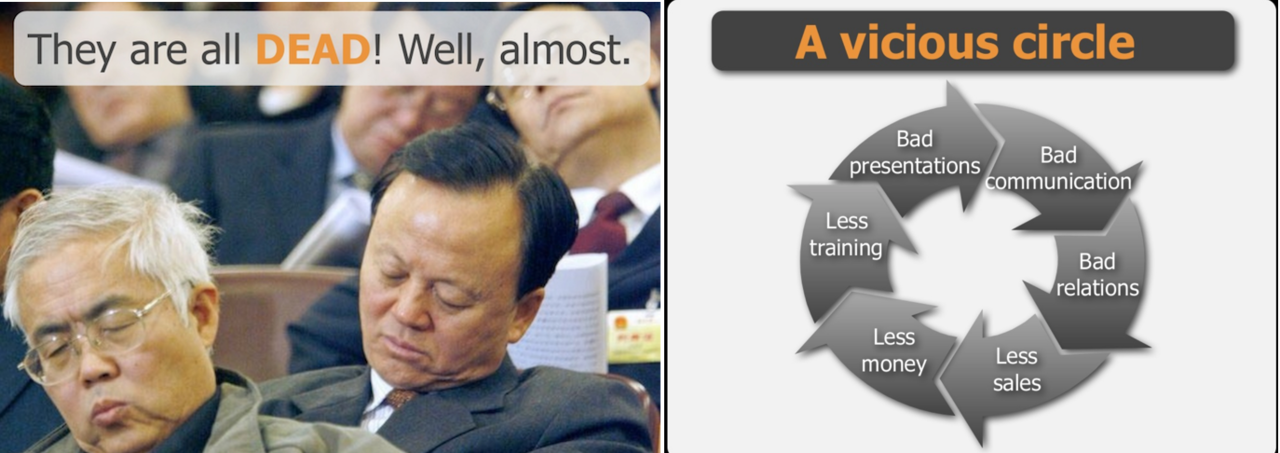 They are all DEAD! Well, almost.
A vicious circle
Bad
presentations
Bad
communication
Bad
relations
Less
sales
Less
money
Less
training